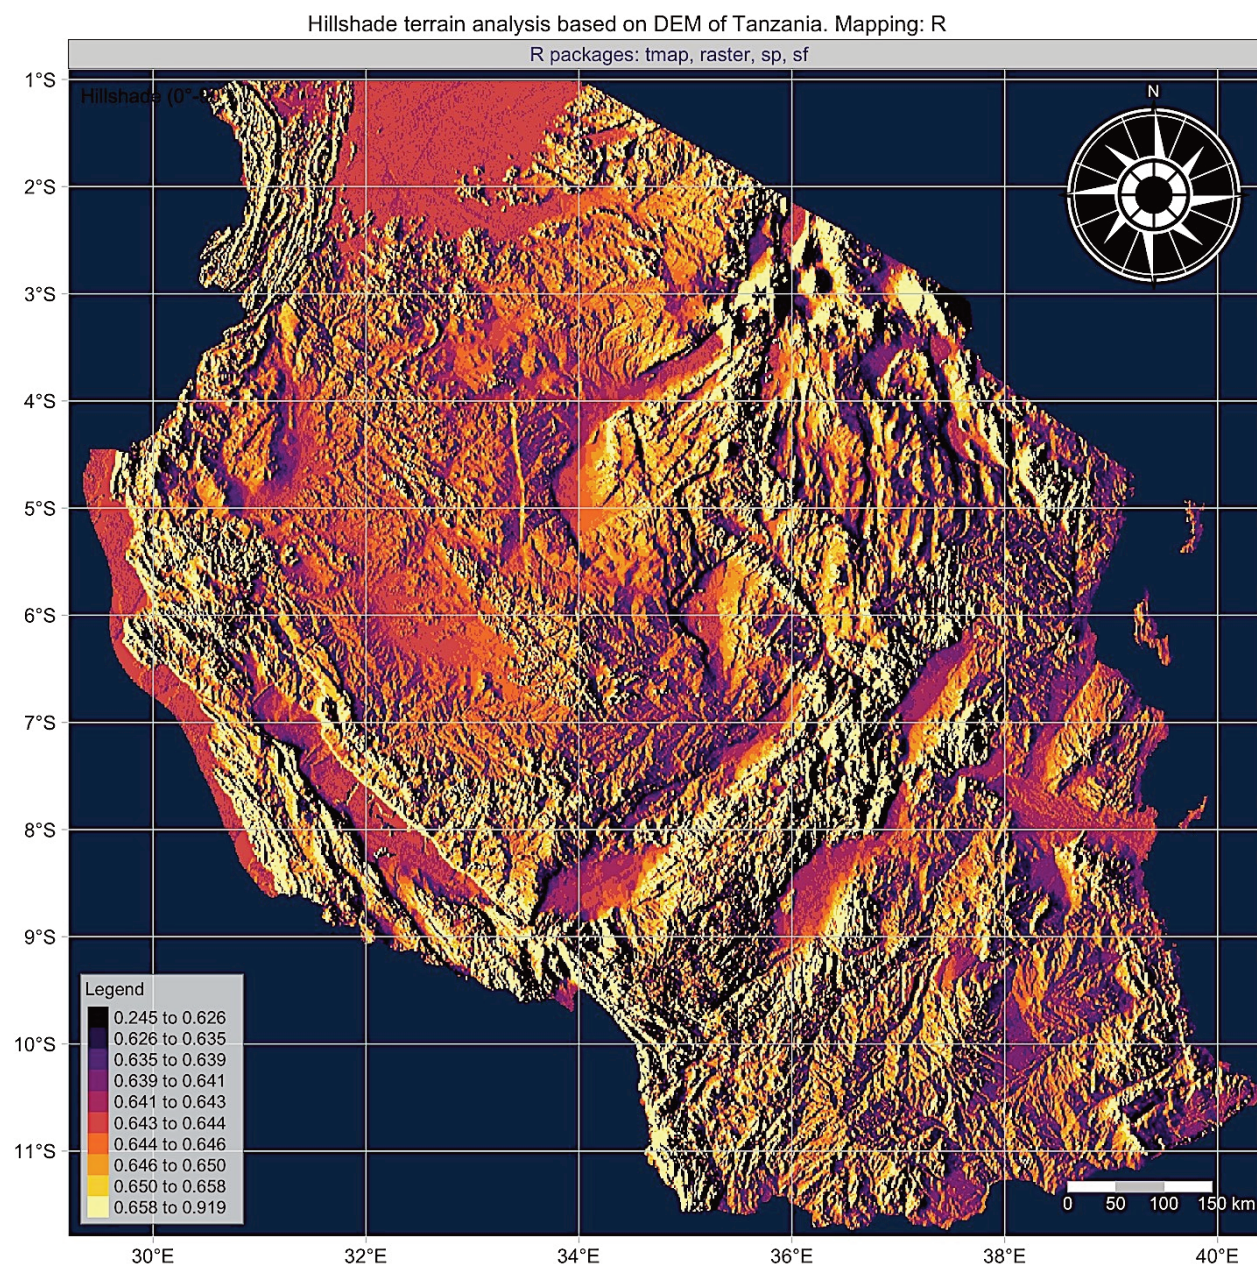 Hillshade terrain analysis based on DEM of Tanzania. Mapping: R
R packages: tmap, raster, sp, sf
1°S
Hillshade (0°-
N
2°S
3°S
4°S
5°S
6°S
7°S
8°S
9°S
10°S
11°S
Legend
0.245 to 0.626
0.626 to 0.635
0.635 to 0.639
0.639 to 0.641
0.641 to 0.643
0.643 to 0.644
0.644 to 0.646
0.646 to 0.650
0.650 to 0.658
0.658 to 0.919
0 50 100 150 km
30°E 32°E 34°E 36°E 38°E 40°E